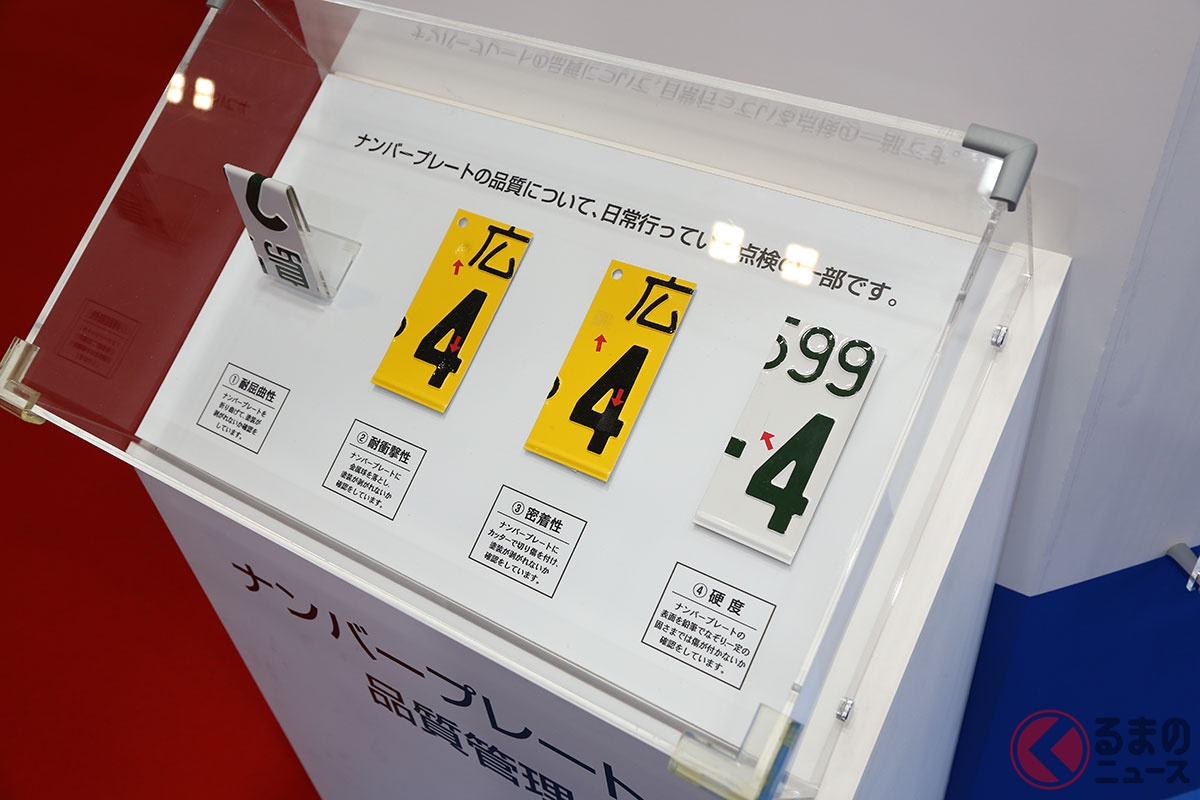 ナンバープレートの品質について、日常行っている点検の一部です。
広
4
広
4
599
・4
① 耐屈曲性
ナンバープレートを
折り曲げて、塗装が
剥がれないか確認を
しています。
② 耐衝撃性
ナンバープレートに
金属球を落とし、
塗装が剥がれないか
確認をしています。
③ 密着性
ナンバープレートに
カッターで切り傷を付け、
塗装が剥がれないか
確認をしています。
④ 硬 度
ナンバープレートの
表面を鉛筆でなぞり一定の
固さまでは傷が付かないか
確認をしています。
ナンバープレート
品質管理
くるまの
ニュース